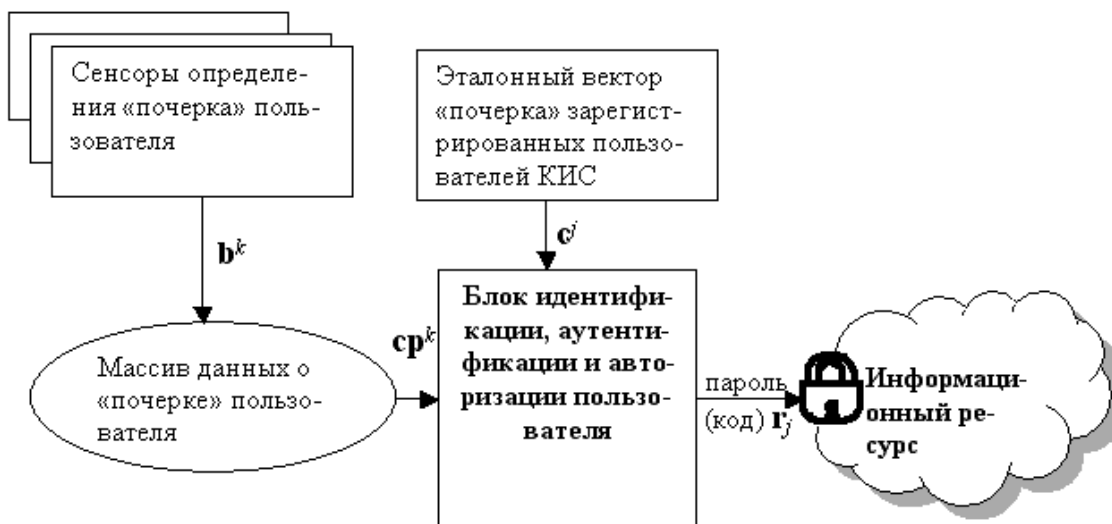 Сенсоры определе-
ния «почерка» поль-
зователя
Эталонный вектор
«почерка» зарегист-
рированных пользо-
вателей КИС
b^k
c^j
Массив данных о
«почерке» пользо-
вателя
cp^k
Блок идентифи-
кации, аутенти-
фикации и авто-
ризации пользо-
вателя
пароль
(код) r_j
Информаци-
онный ре-
сурс